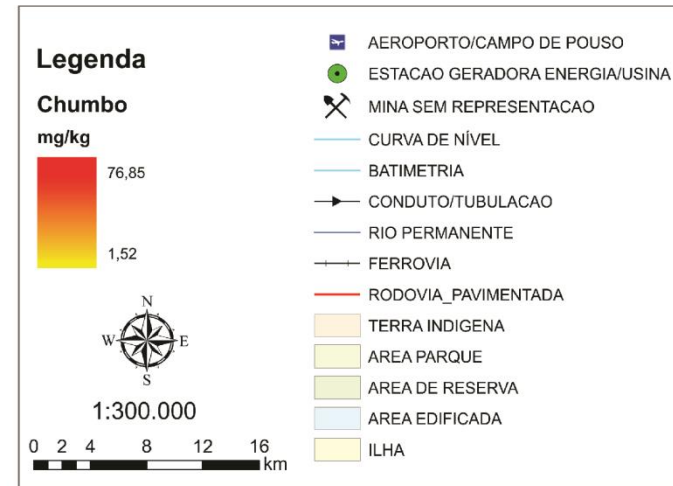 Legenda
Chumbo
mg/kg
76,85
1,52
N
W E
S
1:300.000
0 2 4 8 12 16
km
AEROPORTO/CAMPO DE POUSO
ESTACAO GERADORA ENERGIA/USINA
MINA SEM REPRESENTACAO
CURVA DE NÍVEL
BATIMETRIA
CONDUTO/TUBULACAO
RIO PERMANENTE
FERROVIA
RODOVIA_PAVIMENTADA
TERRA INDIGENA
AREA PARQUE
AREA DE RESERVA
AREA EDIFICADA
ILHA